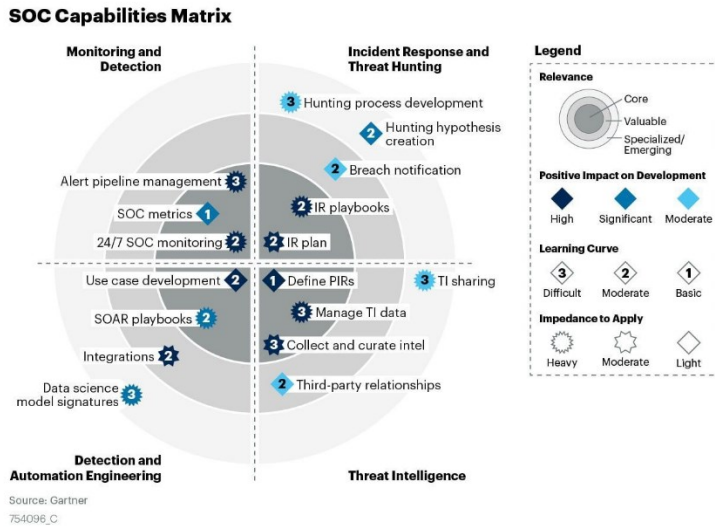 SOC Capabilities Matrix
Monitoring and
Detection
Incident Response and
Threat Hunting
3 Hunting process development
2 Hunting hypothesis
creation
2 Breach notification
Alert pipeline management 3
2 IR playbooks
SOC metrics 1
24/7 SOC monitoring 2
2 IR plan
Use case development 2
1 Define PIRs
3 TI sharing
SOAR playbooks 2
3 Manage TI data
Integrations 2
3 Collect and curate intel
Data science
model signatures 3
2 Third-party relationships
Detection and
Automation Engineering
Threat Intelligence
Legend
Relevance
Core
Valuable
Specialized/
Emerging
Positive Impact on Development
High Significant Moderate
Learning Curve
3 2 1
Difficult Moderate Basic
Impedance to Apply
Heavy Moderate Light
Source: Gartner
754096_C